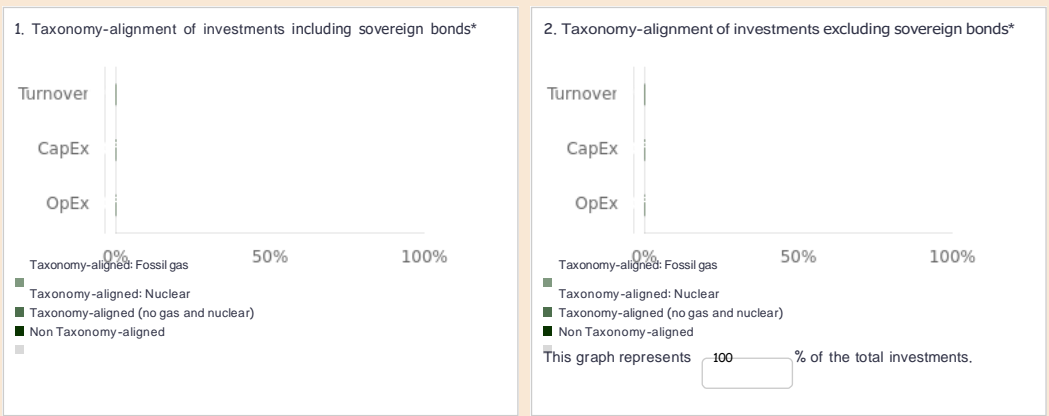 1. Taxonomy-alignment of investments including sovereign bonds*
Turnover
CapEx
OpEx
0% 50% 100%
Taxonomy-aligned: Fossil gas
Taxonomy-aligned: Nuclear
Taxonomy-aligned (no gas and nuclear)
Non Taxonomy-aligned
2. Taxonomy-alignment of investments excluding sovereign bonds*
Turnover
CapEx
OpEx
0% 50% 100%
Taxonomy-aligned: Fossil gas
Taxonomy-aligned: Nuclear
Taxonomy-aligned (no gas and nuclear)
Non Taxonomy-aligned
This graph represents 100 % of the total investments.